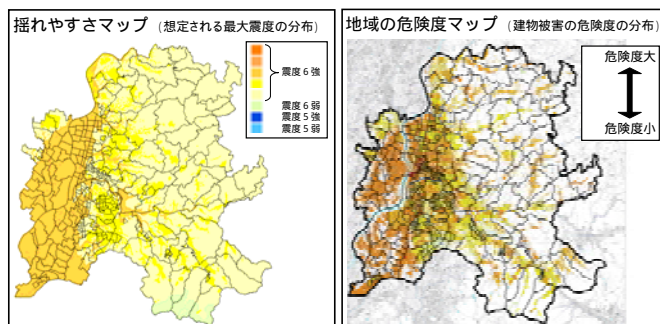 揺れやすさマップ (想定される最大震度の分布)
震度6強
震度6弱
震度5強
震度5弱
地域の危険度マップ (建物被害の危険度の分布)
危険度大
危険度小